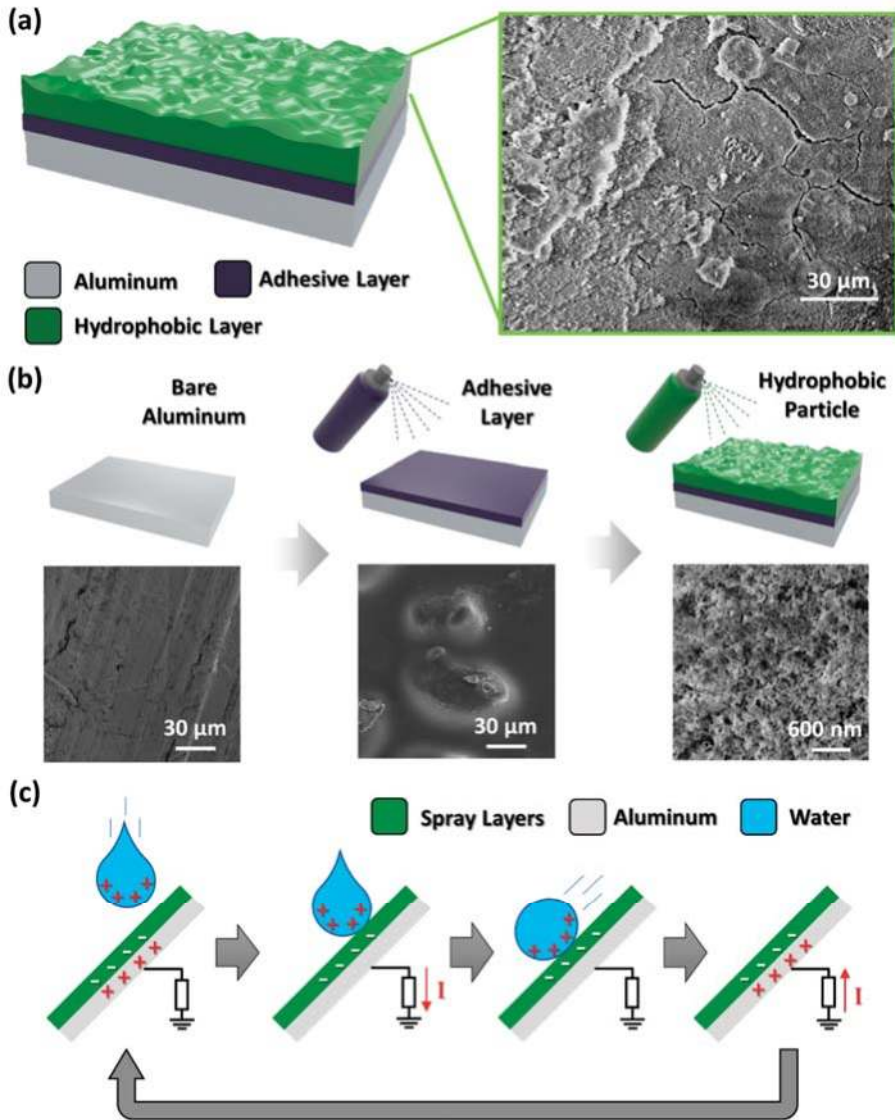 (a)
Aluminum
Adhesive Layer
Hydrophobic Layer
30 μm
(b)
Bare
Aluminum
Adhesive
Layer
Hydrophobic
Particle
30 μm
30 μm
600 nm
(c)
Spray Layers
Aluminum
Water
+ + + +
- - - - -
+ + + +
+ + + +
- - - - -
I
+ + + +
- - - - -
- - - - -
+ + + +
I